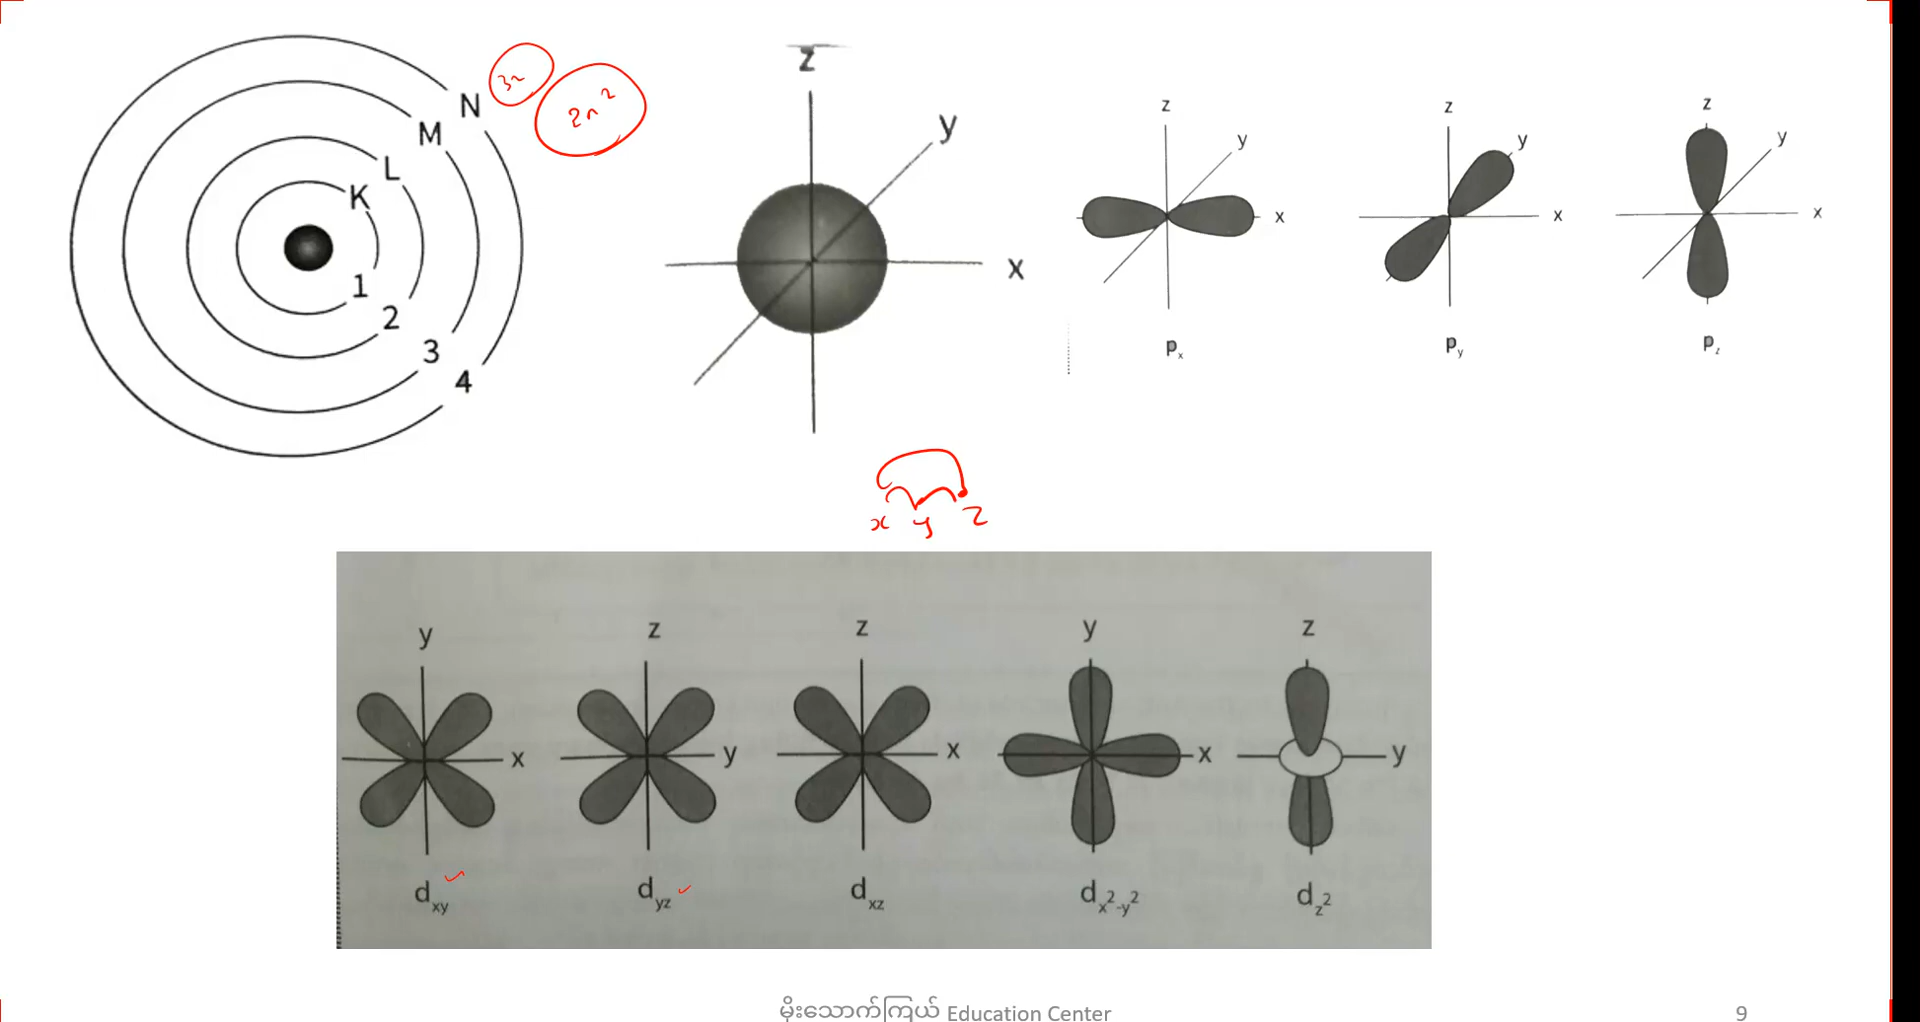 N
M
L
K
1
2
3
4
2n²
z
y
x
z
y
x
pₓ
z
y
x
p_y
z
y
x
p_z
x y z
y
x
d_xy
z
y
d_yz
z
x
d_xz
y
x
d_x²-y²
z
y
d_z²
မိုးသောက်ကြယ် Education Center
9